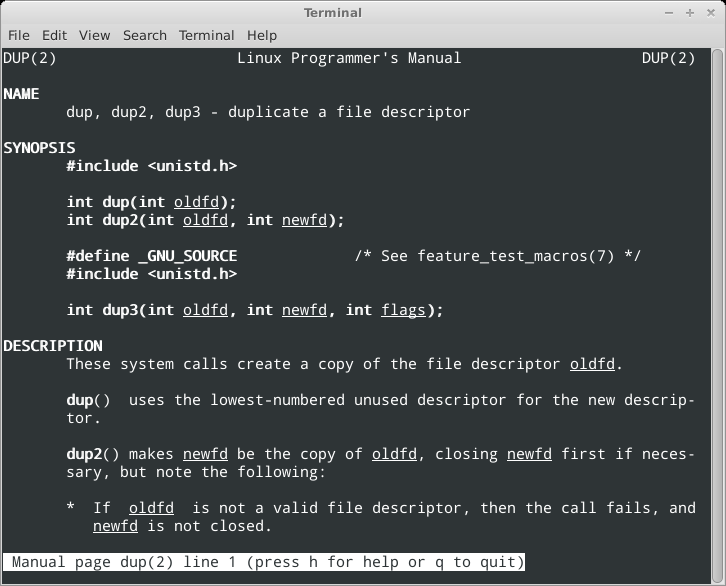 Terminal
File Edit View Search Terminal Help
DUP(2) Linux Programmer's Manual DUP(2)
NAME
dup, dup2, dup3 - duplicate a file descriptor
SYNOPSIS
#include <unistd.h>
int dup(int oldfd);
int dup2(int oldfd, int newfd);
#define _GNU_SOURCE /* See feature_test_macros(7) */
#include <unistd.h>
int dup3(int oldfd, int newfd, int flags);
DESCRIPTION
These system calls create a copy of the file descriptor oldfd.
dup() uses the lowest-numbered unused descriptor for the new descrip-
tor.
dup2() makes newfd be the copy of oldfd, closing newfd first if neces-
sary, but note the following:
* If oldfd is not a valid file descriptor, then the call fails, and
newfd is not closed.
Manual page dup(2) line 1 (press h for help or q to quit)